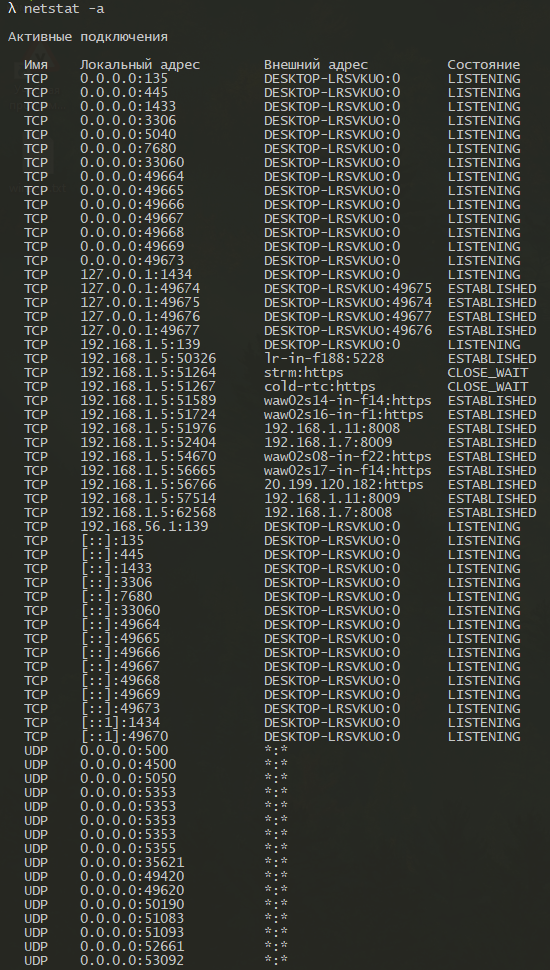 λ netstat -a
Активные подключения
Имя Локальный адрес Внешний адрес Состояние
TCP 0.0.0.0:135 DESKTOP-LRSVKUO:0 LISTENING
TCP 0.0.0.0:445 DESKTOP-LRSVKUO:0 LISTENING
TCP 0.0.0.0:1433 DESKTOP-LRSVKUO:0 LISTENING
TCP 0.0.0.0:3306 DESKTOP-LRSVKUO:0 LISTENING
TCP 0.0.0.0:5040 DESKTOP-LRSVKUO:0 LISTENING
TCP 0.0.0.0:7680 DESKTOP-LRSVKUO:0 LISTENING
TCP 0.0.0.0:33060 DESKTOP-LRSVKUO:0 LISTENING
TCP 0.0.0.0:49664 DESKTOP-LRSVKUO:0 LISTENING
TCP 0.0.0.0:49665 DESKTOP-LRSVKUO:0 LISTENING
TCP 0.0.0.0:49666 DESKTOP-LRSVKUO:0 LISTENING
TCP 0.0.0.0:49667 DESKTOP-LRSVKUO:0 LISTENING
TCP 0.0.0.0:49668 DESKTOP-LRSVKUO:0 LISTENING
TCP 0.0.0.0:49669 DESKTOP-LRSVKUO:0 LISTENING
TCP 0.0.0.0:49673 DESKTOP-LRSVKUO:0 LISTENING
TCP 127.0.0.1:1434 DESKTOP-LRSVKUO:0 LISTENING
TCP 127.0.0.1:49674 DESKTOP-LRSVKUO:49675 ESTABLISHED
TCP 127.0.0.1:49675 DESKTOP-LRSVKUO:49674 ESTABLISHED
TCP 127.0.0.1:49676 DESKTOP-LRSVKUO:49677 ESTABLISHED
TCP 127.0.0.1:49677 DESKTOP-LRSVKUO:49676 ESTABLISHED
TCP 192.168.1.5:139 DESKTOP-LRSVKUO:0 LISTENING
TCP 192.168.1.5:50326 lr-in-f188:5228 ESTABLISHED
TCP 192.168.1.5:51264 strm:https CLOSE_WAIT
TCP 192.168.1.5:51267 cold-rtc:https CLOSE_WAIT
TCP 192.168.1.5:51589 waw02s14-in-f14:https ESTABLISHED
TCP 192.168.1.5:51724 waw02s16-in-f1:https ESTABLISHED
TCP 192.168.1.5:51976 192.168.1.11:8008 ESTABLISHED
TCP 192.168.1.5:52404 192.168.1.7:8009 ESTABLISHED
TCP 192.168.1.5:54670 waw02s08-in-f22:https ESTABLISHED
TCP 192.168.1.5:56665 waw02s17-in-f14:https ESTABLISHED
TCP 192.168.1.5:56766 20.199.120.182:https ESTABLISHED
TCP 192.168.1.5:57514 192.168.1.11:8009 ESTABLISHED
TCP 192.168.1.5:62568 192.168.1.7:8008 ESTABLISHED
TCP 192.168.56.1:139 DESKTOP-LRSVKUO:0 LISTENING
TCP [::]:135 DESKTOP-LRSVKUO:0 LISTENING
TCP [::]:445 DESKTOP-LRSVKUO:0 LISTENING
TCP [::]:1433 DESKTOP-LRSVKUO:0 LISTENING
TCP [::]:3306 DESKTOP-LRSVKUO:0 LISTENING
TCP [::]:7680 DESKTOP-LRSVKUO:0 LISTENING
TCP [::]:33060 DESKTOP-LRSVKUO:0 LISTENING
TCP [::]:49664 DESKTOP-LRSVKUO:0 LISTENING
TCP [::]:49665 DESKTOP-LRSVKUO:0 LISTENING
TCP [::]:49666 DESKTOP-LRSVKUO:0 LISTENING
TCP [::]:49667 DESKTOP-LRSVKUO:0 LISTENING
TCP [::]:49668 DESKTOP-LRSVKUO:0 LISTENING
TCP [::]:49669 DESKTOP-LRSVKUO:0 LISTENING
TCP [::]:49673 DESKTOP-LRSVKUO:0 LISTENING
TCP [::1]:1434 DESKTOP-LRSVKUO:0 LISTENING
TCP [::1]:49670 DESKTOP-LRSVKUO:0 LISTENING
UDP 0.0.0.0:500 *:*
UDP 0.0.0.0:4500 *:*
UDP 0.0.0.0:5050 *:*
UDP 0.0.0.0:5353 *:*
UDP 0.0.0.0:5353 *:*
UDP 0.0.0.0:5353 *:*
UDP 0.0.0.0:5353 *:*
UDP 0.0.0.0:5355 *:*
UDP 0.0.0.0:35621 *:*
UDP 0.0.0.0:49420 *:*
UDP 0.0.0.0:49620 *:*
UDP 0.0.0.0:50190 *:*
UDP 0.0.0.0:51083 *:*
UDP 0.0.0.0:51093 *:*
UDP 0.0.0.0:52661 *:*
UDP 0.0.0.0:53092 *:*